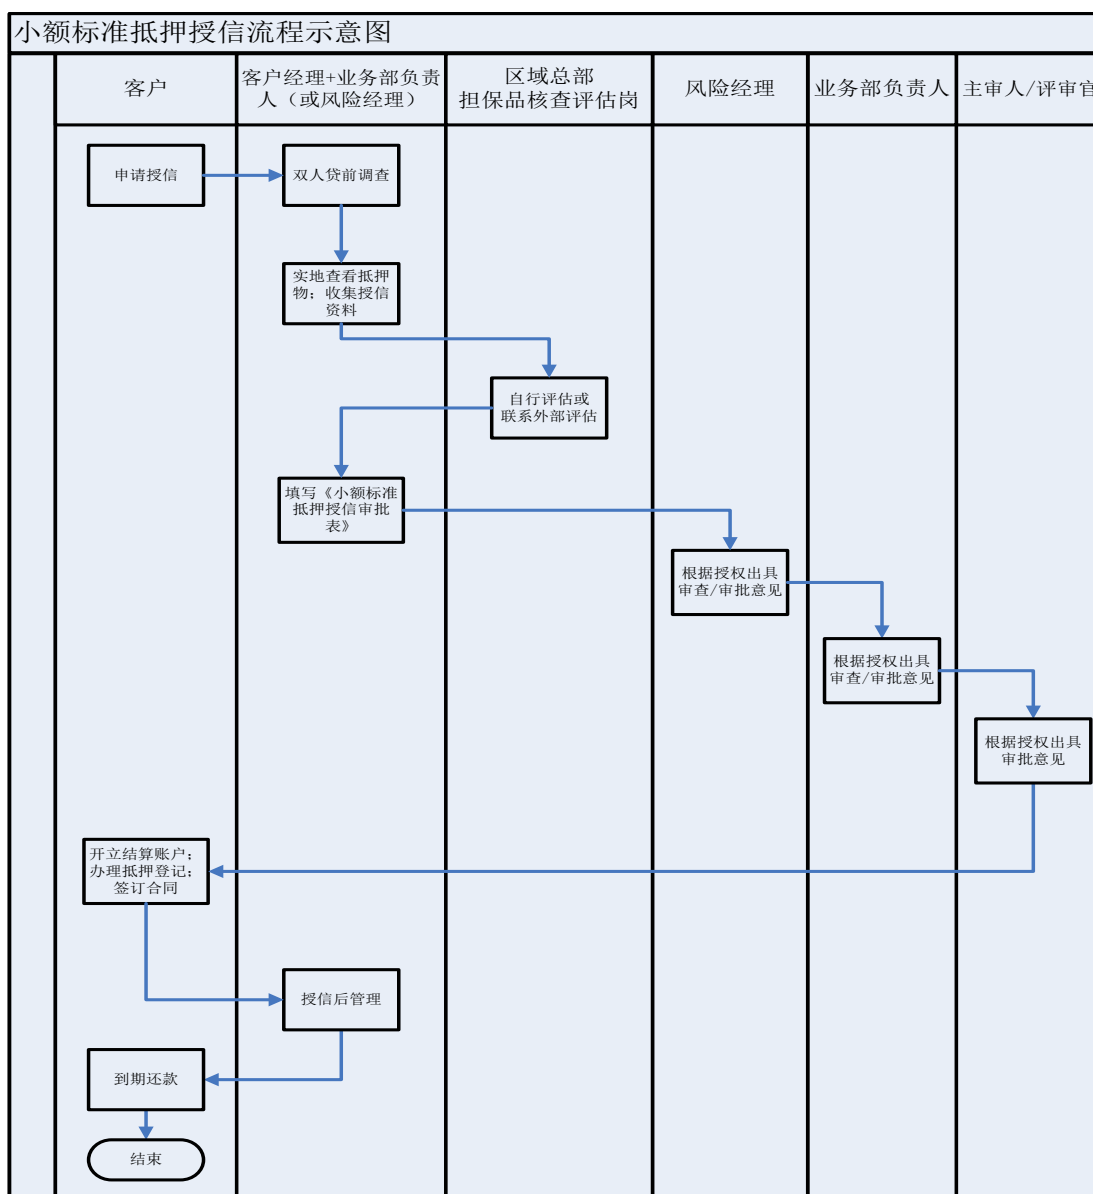 小额标准抵押授信流程示意图
客户
客户经理+业务部负责
人（或风险经理）
区域总部
担保品核查评估岗
风险经理
业务部负责人
主审人/评审官
申请授信
双人贷前调查
实地查看抵押
物；收集授信
资料
自行评估或
联系外部评估
填写《小额标准
抵押授信审批
表》
根据授权出具
审查/审批意见
根据授权出具
审查/审批意见
根据授权出具
审批意见
开立结算账户；
办理抵押登记；
签订合同
授信后管理
到期还款
结束